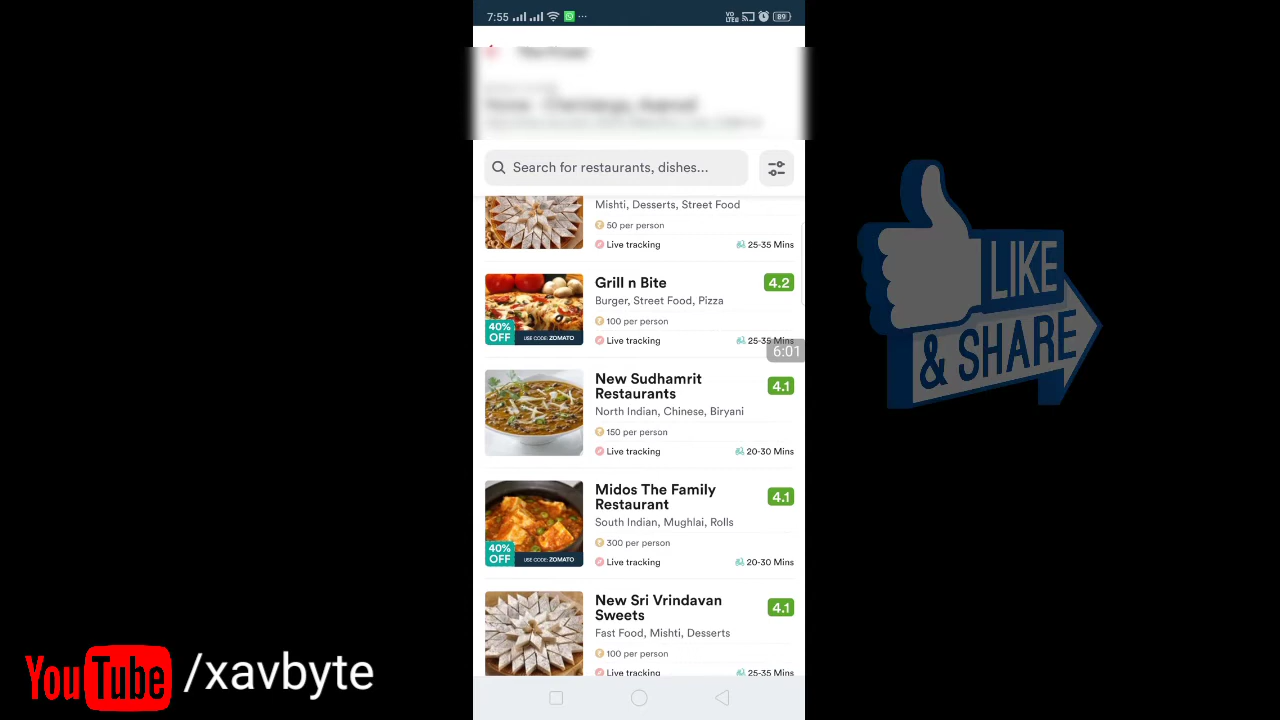 7:55
VO LTE2
89
Search for restaurants, dishes...
Mishti, Desserts, Street Food
50 per person
Live tracking
25-35 Mins
Grill n Bite
4.2
Burger, Street Food, Pizza
100 per person
40% OFF
USE CODE: ZOMATO
Live tracking
25-35 Mins
6:01
New Sudhamrit
Restaurants
4.1
North Indian, Chinese, Biryani
150 per person
Live tracking
20-30 Mins
Midos The Family
Restaurant
4.1
South Indian, Mughlai, Rolls
300 per person
40% OFF
USE CODE: ZOMATO
Live tracking
20-30 Mins
New Sri Vrindavan
Sweets
4.1
Fast Food, Mishti, Desserts
100 per person
Live tracking
25-35 Mins
LIKE
& SHARE
YouTube /xavbyte